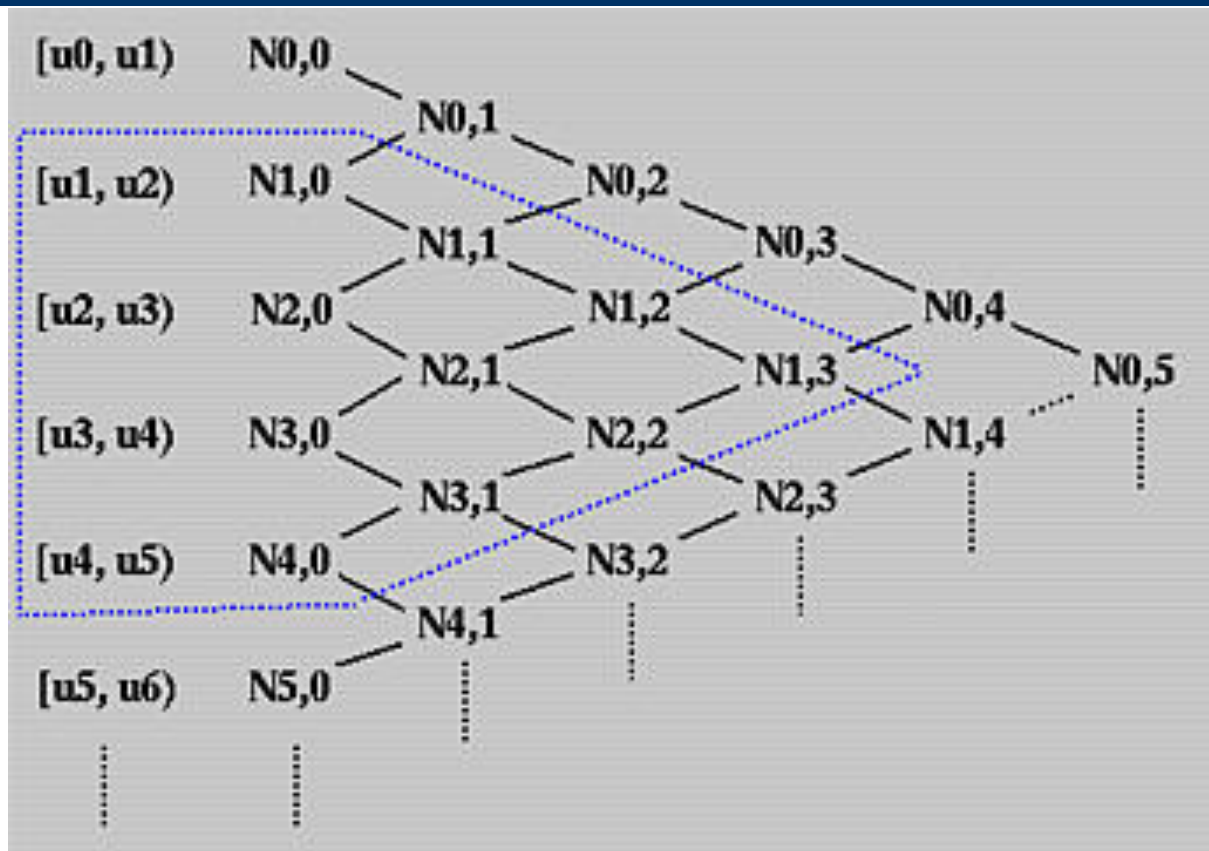 [u0, u1) N0,0
N0,1
[u1, u2) N1,0 N0,2
N1,1 N0,3
[u2, u3) N2,0 N1,2 N0,4
N2,1 N1,3 N0,5
[u3, u4) N3,0 N2,2 N1,4
N3,1 N2,3
[u4, u5) N4,0 N3,2
N4,1
[u5, u6) N5,0